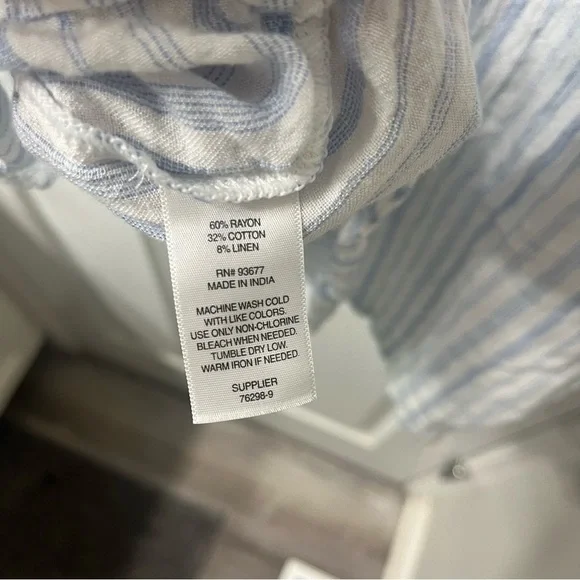 60% RAYON
32% COTTON
8% LINEN
RN# 93677
MADE IN INDIA
MACHINE WASH COLD
WITH LIKE COLORS.
USE ONLY NON-CHLORINE
BLEACH WHEN NEEDED.
TUMBLE DRY LOW.
WARM IRON IF NEEDED.
SUPPLIER
76298-9